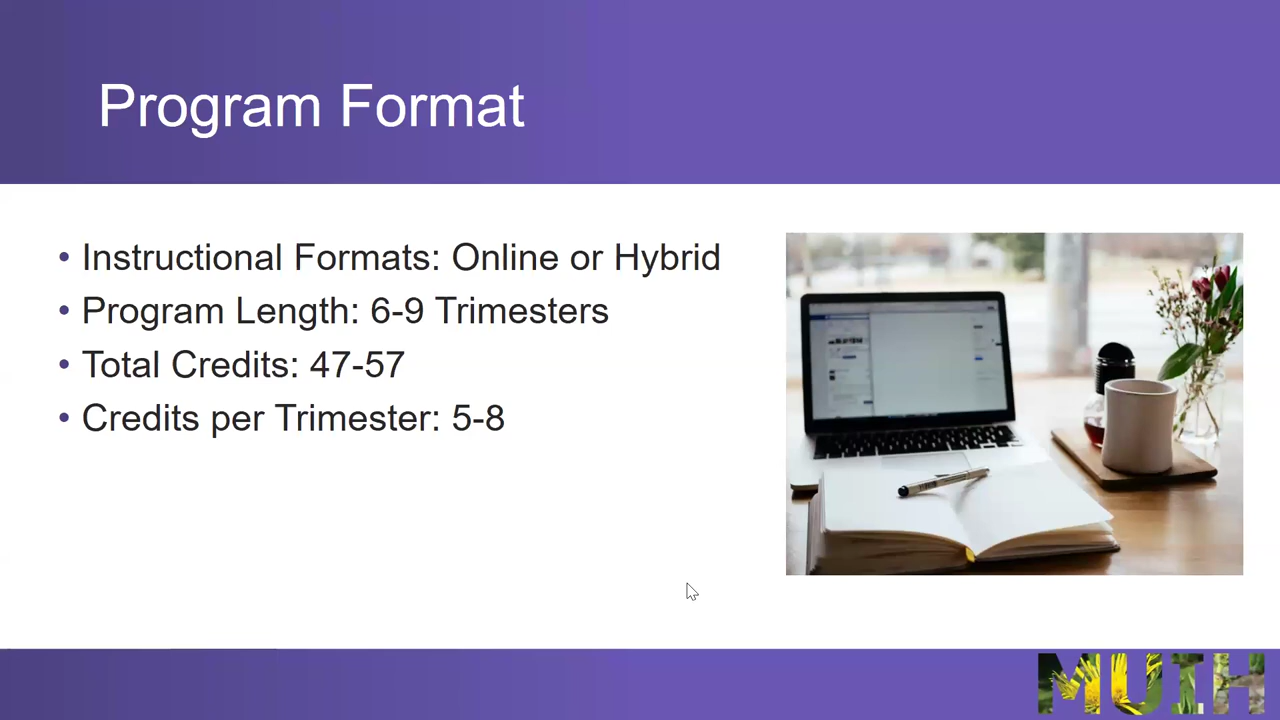 Program Format
• Instructional Formats: Online or Hybrid
• Program Length: 6-9 Trimesters
• Total Credits: 47-57
• Credits per Trimester: 5-8
MUIH